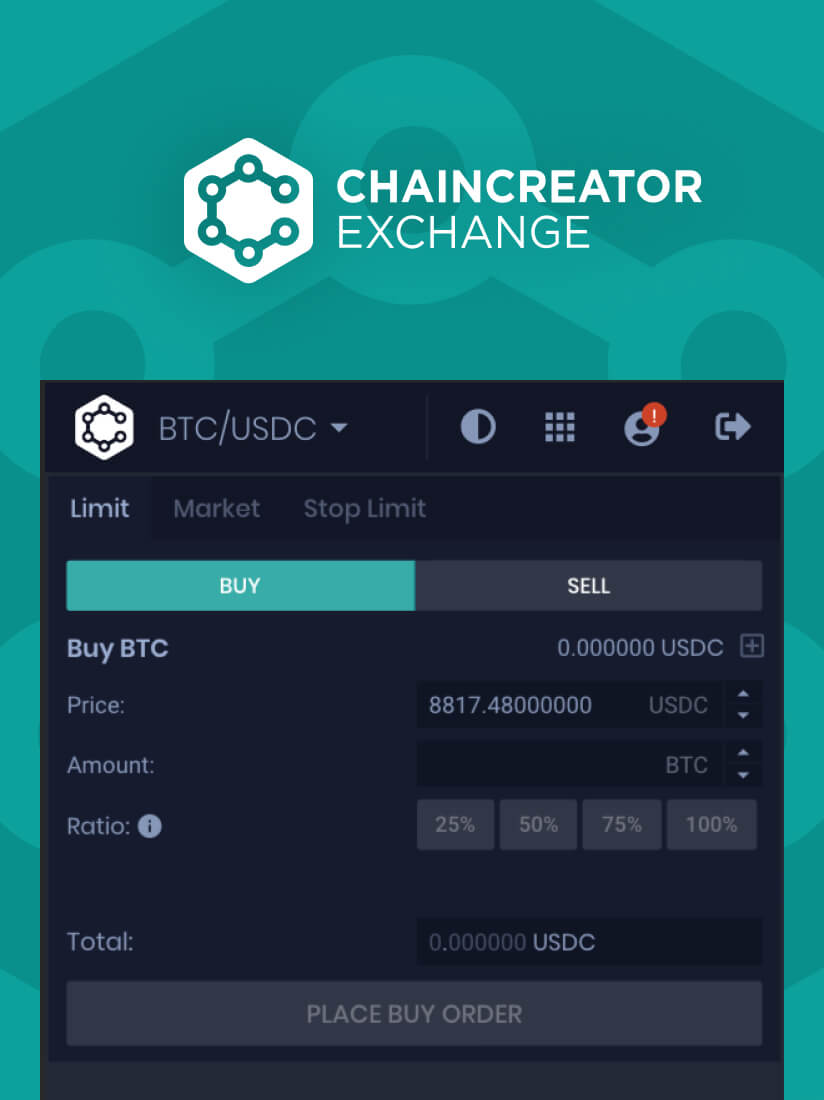 CHAINCREATOR
EXCHANGE
BTC/USDC
!
Limit Market Stop Limit
BUY SELL
Buy BTC 0.000000 USDC
Price: 8817.48000000 USDC
Amount: BTC
Ratio: 25% 50% 75% 100%
Total: 0.000000 USDC
PLACE BUY ORDER